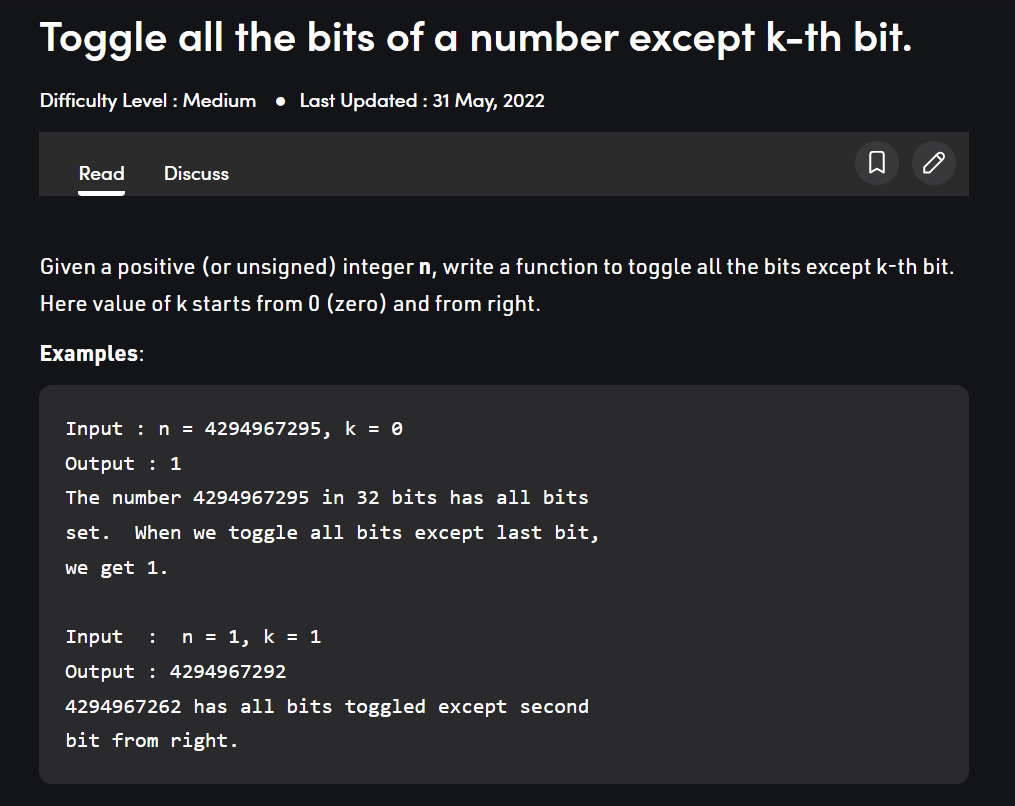 Toggle all the bits of a number except k-th bit.
Difficulty Level : Medium ● Last Updated : 31 May, 2022
Read Discuss
Given a positive (or unsigned) integer n, write a function to toggle all the bits except k-th bit.
Here value of k starts from 0 (zero) and from right.
Examples:
Input : n = 4294967295, k = 0
Output : 1
The number 4294967295 in 32 bits has all bits
set.  When we toggle all bits except last bit,
we get 1.
Input  :  n = 1, k = 1
Output : 4294967292
4294967262 has all bits toggled except second
bit from right.